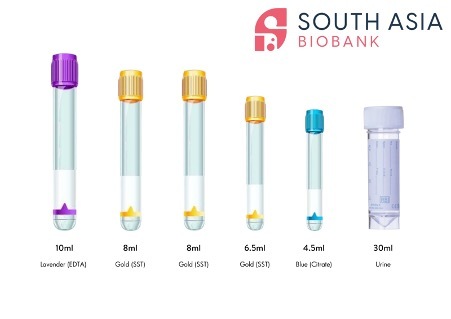 SOUTH ASIA
BIOBANK
10ml 8ml 8ml 6.5ml 4.5ml 30ml
Lavender (EDTA) Gold (SST) Gold (SST) Gold (SST) Blue (Citrate) Urine